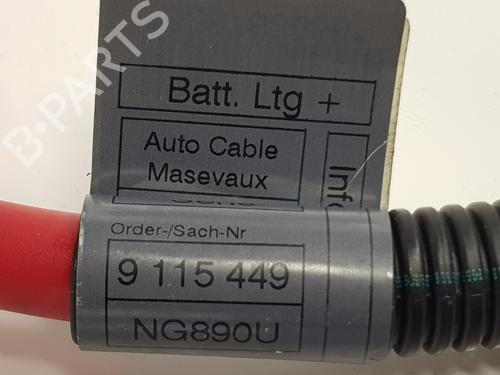 B-PARTS
Batt. Ltg +
Auto Cable
Masevaux
Order-/Sach-Nr
9 115 449
NG890U